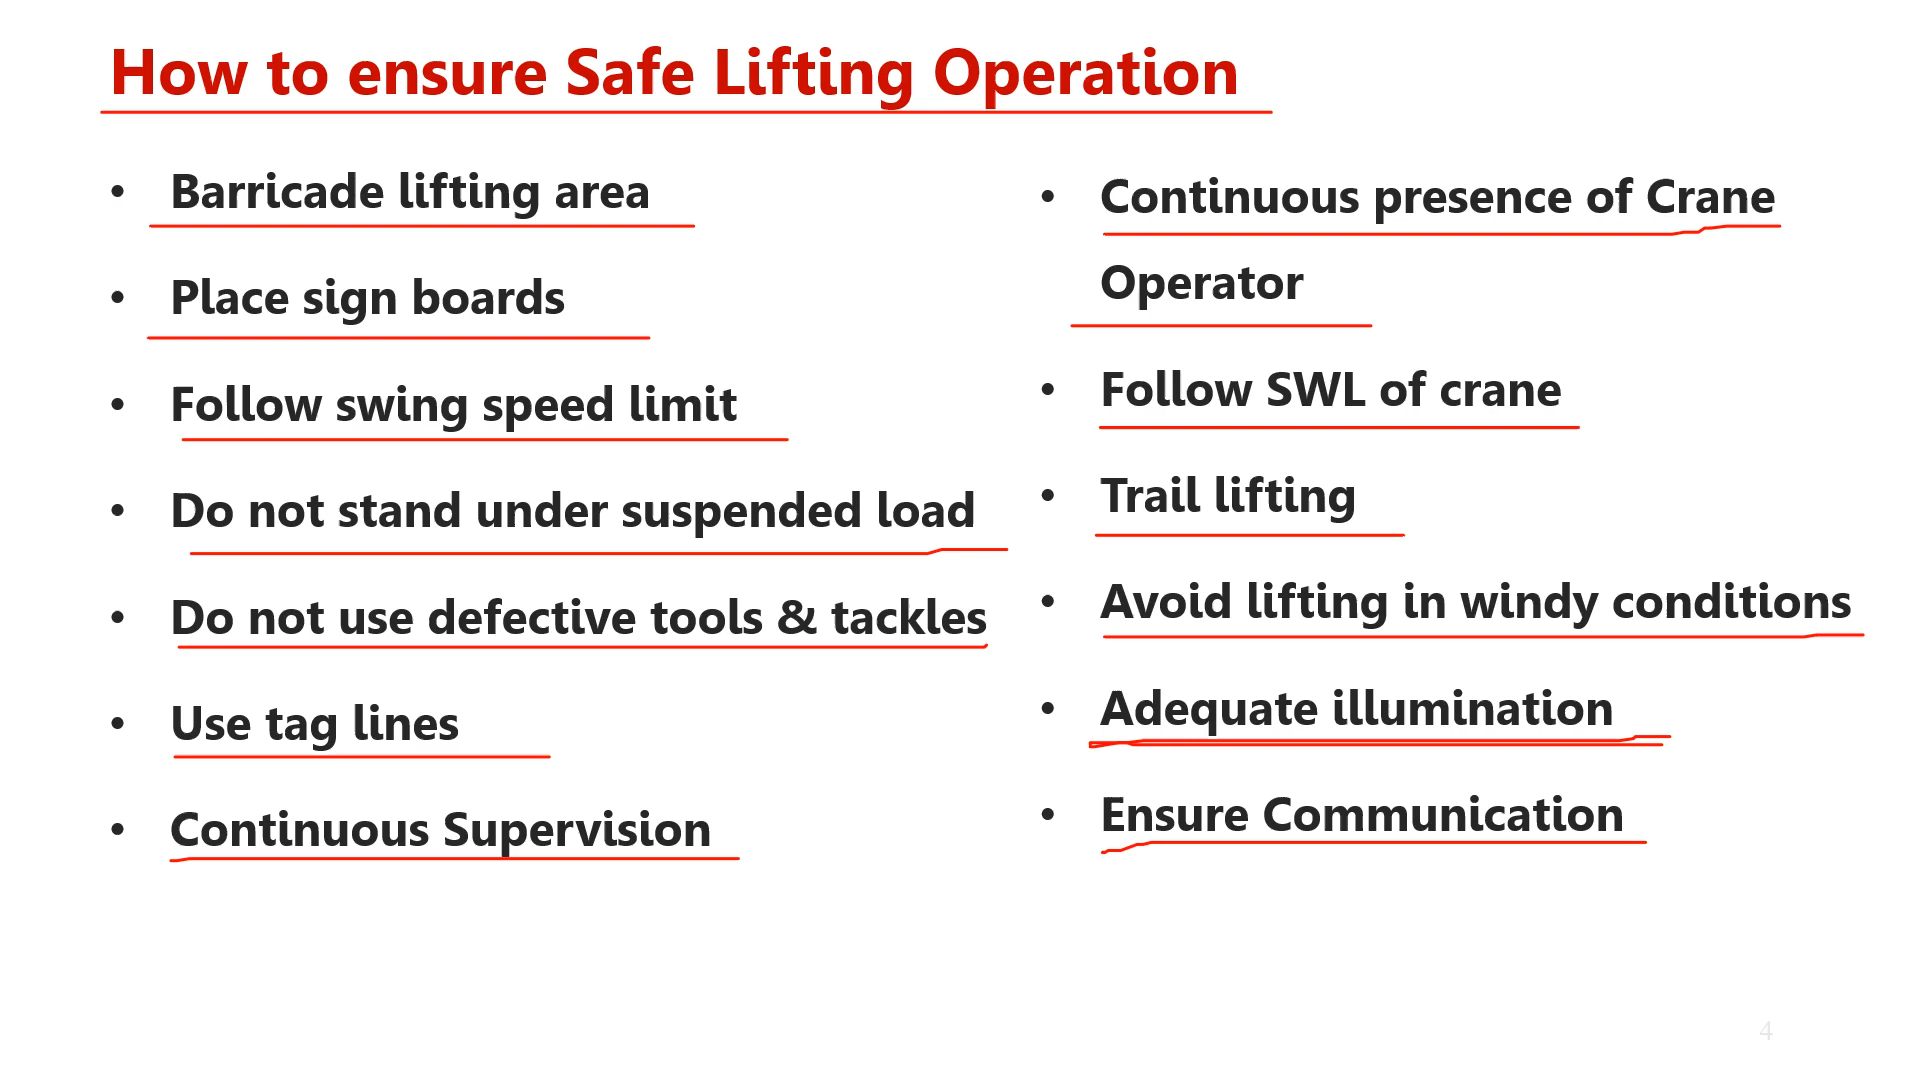 How to ensure Safe Lifting Operation
• Barricade lifting area
• Place sign boards
• Follow swing speed limit
• Do not stand under suspended load
• Do not use defective tools & tackles
• Use tag lines
• Continuous Supervision
• Continuous presence of Crane
Operator
• Follow SWL of crane
• Trail lifting
• Avoid lifting in windy conditions
• Adequate illumination
• Ensure Communication
4